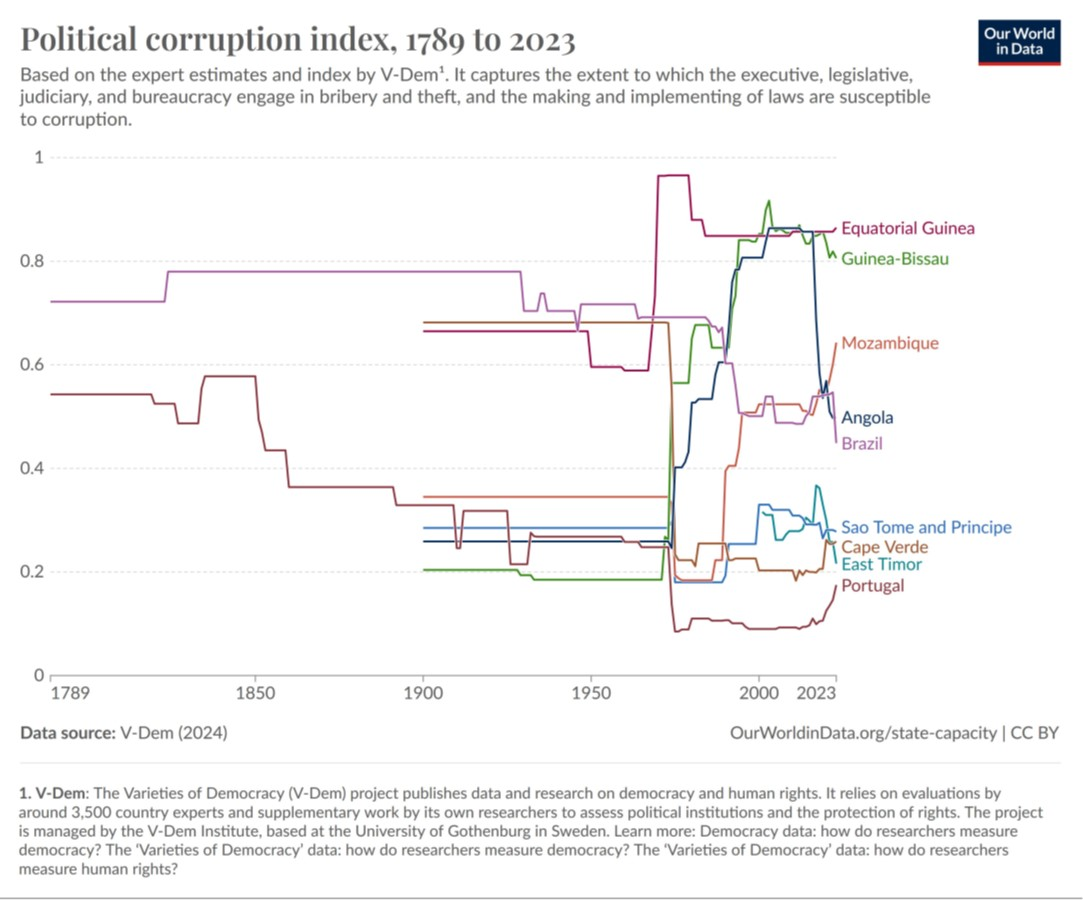 Political corruption index, 1789 to 2023
Our World
in Data
Based on the expert estimates and index by V-Dem¹. It captures the extent to which the executive, legislative,
judiciary, and bureaucracy engage in bribery and theft, and the making and implementing of laws are susceptible
to corruption.
1
0.8
0.6
0.4
0.2
0
Equatorial Guinea
Guinea-Bissau
Mozambique
Angola
Brazil
Sao Tome and Principe
Cape Verde
East Timor
Portugal
1789
1850
1900
1950
2000
2023
Data source: V-Dem (2024)
OurWorldinData.org/state-capacity | CC BY
1. V-Dem: The Varieties of Democracy (V-Dem) project publishes data and research on democracy and human rights. It relies on evaluations by
around 3,500 country experts and supplementary work by its own researchers to assess political institutions and the protection of rights. The project
is managed by the V-Dem Institute, based at the University of Gothenburg in Sweden. Learn more: Democracy data: how do researchers measure
democracy? The ‘Varieties of Democracy’ data: how do researchers measure democracy? The ‘Varieties of Democracy’ data: how do researchers
measure human rights?